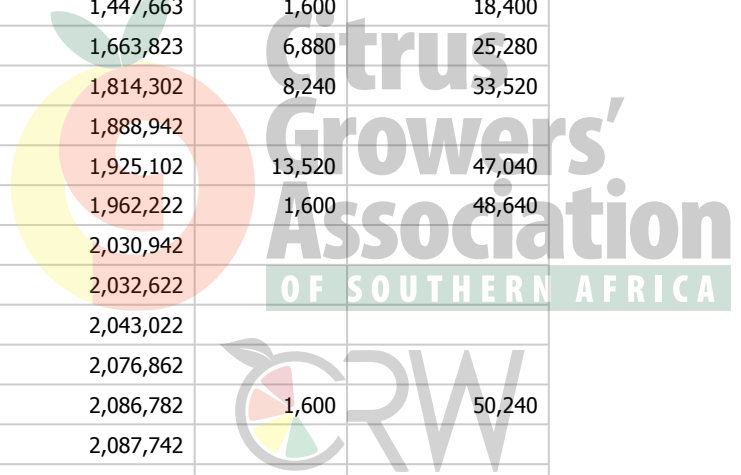 1,447,663 1,600 18,400
1,663,823 6,880 25,280
1,814,302 8,240 33,520
1,888,942
1,925,102 13,520 47,040
1,962,222 1,600 48,640
2,030,942
2,032,622
2,043,022
2,076,862
2,086,782 1,600 50,240
2,087,742
Citrus
Growers'
Association
OF SOUTHERN AFRICA
CRW